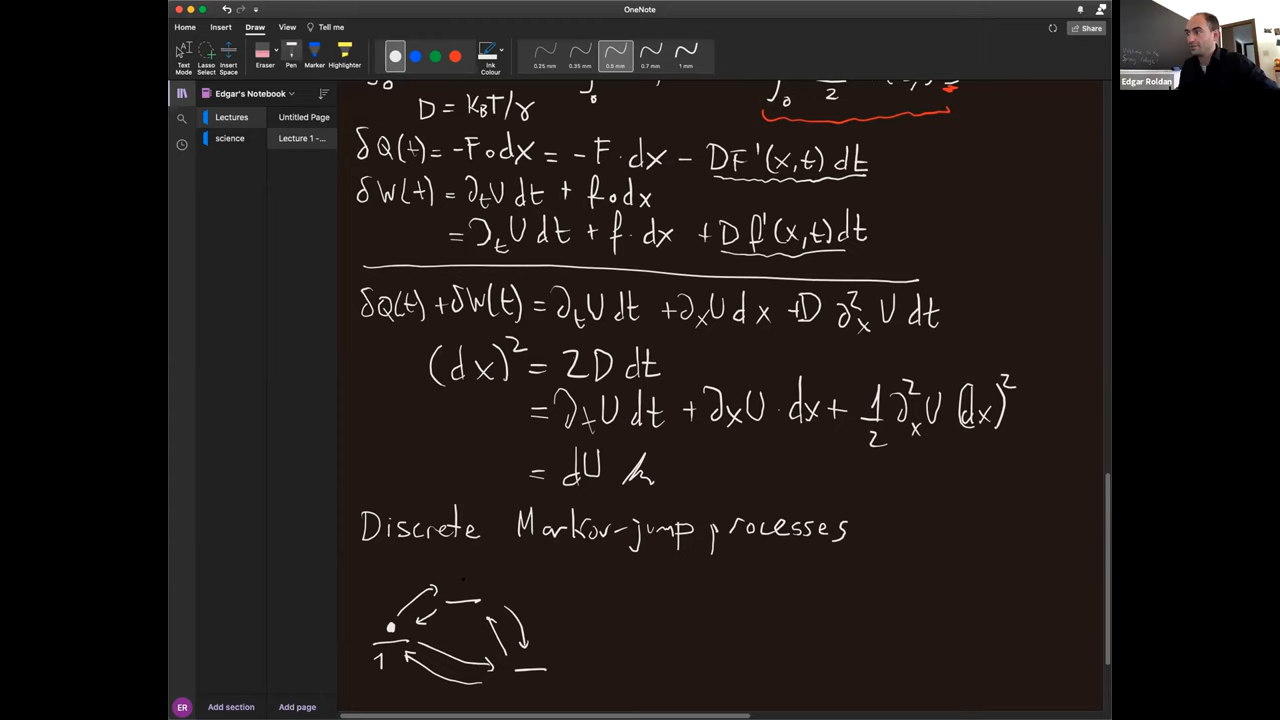 OneNote
Home Insert Draw View Tell me
Share
Text Mode Lasso Select Insert Space Eraser Pen Marker Highlighter Ink Colour 0.25 mm 0.35 mm 0.5 mm 0.7 mm 1 mm
Edgar Roldan
Edgar's Notebook
Lectures Untitled Page
science Lecture 1 -...
D = K_BT/γ
δQ(t) = -F∘dx = -F·dx - DF'(x,t)dt
δW(t) = ∂_tU dt + f∘dx
= ∂_tU dt + f·dx + D f'(x,t)dt
δQ(t) + δW(t) = ∂_tU dt + ∂_xU dx + D ∂²_x U dt
(dx)² = 2D dt
= ∂_tU dt + ∂_xU · dx + 1/2 ∂²_x U (dx)²
= dU
Discrete Markov-jump processes
1
ER Add section Add page